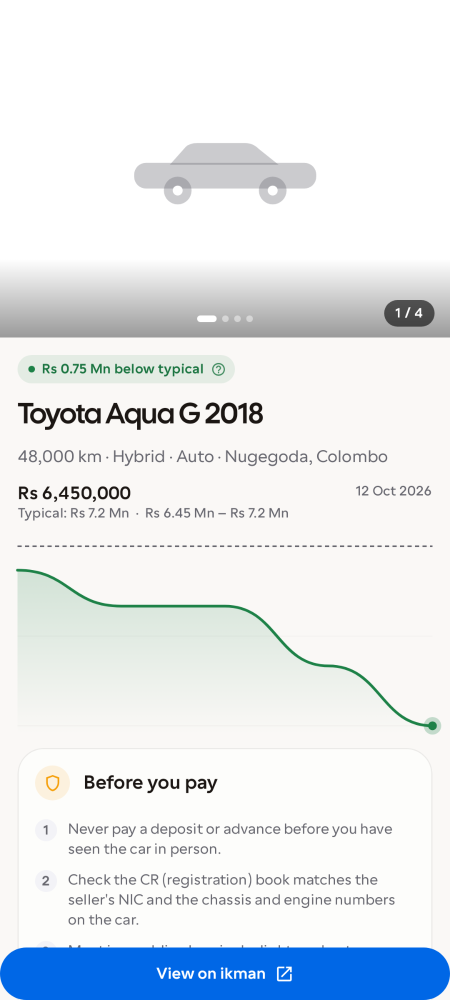 1 / 4
Rs 0.75 Mn below typical
Toyota Aqua G 2018
48,000 km · Hybrid · Auto · Nugegoda, Colombo
Rs 6,450,000
12 Oct 2026
Typical: Rs 7.2 Mn · Rs 6.45 Mn – Rs 7.2 Mn
Before you pay
1 Never pay a deposit or advance before you have
seen the car in person.
2 Check the CR (registration) book matches the
seller's NIC and the chassis and engine numbers
on the car.
View on ikman